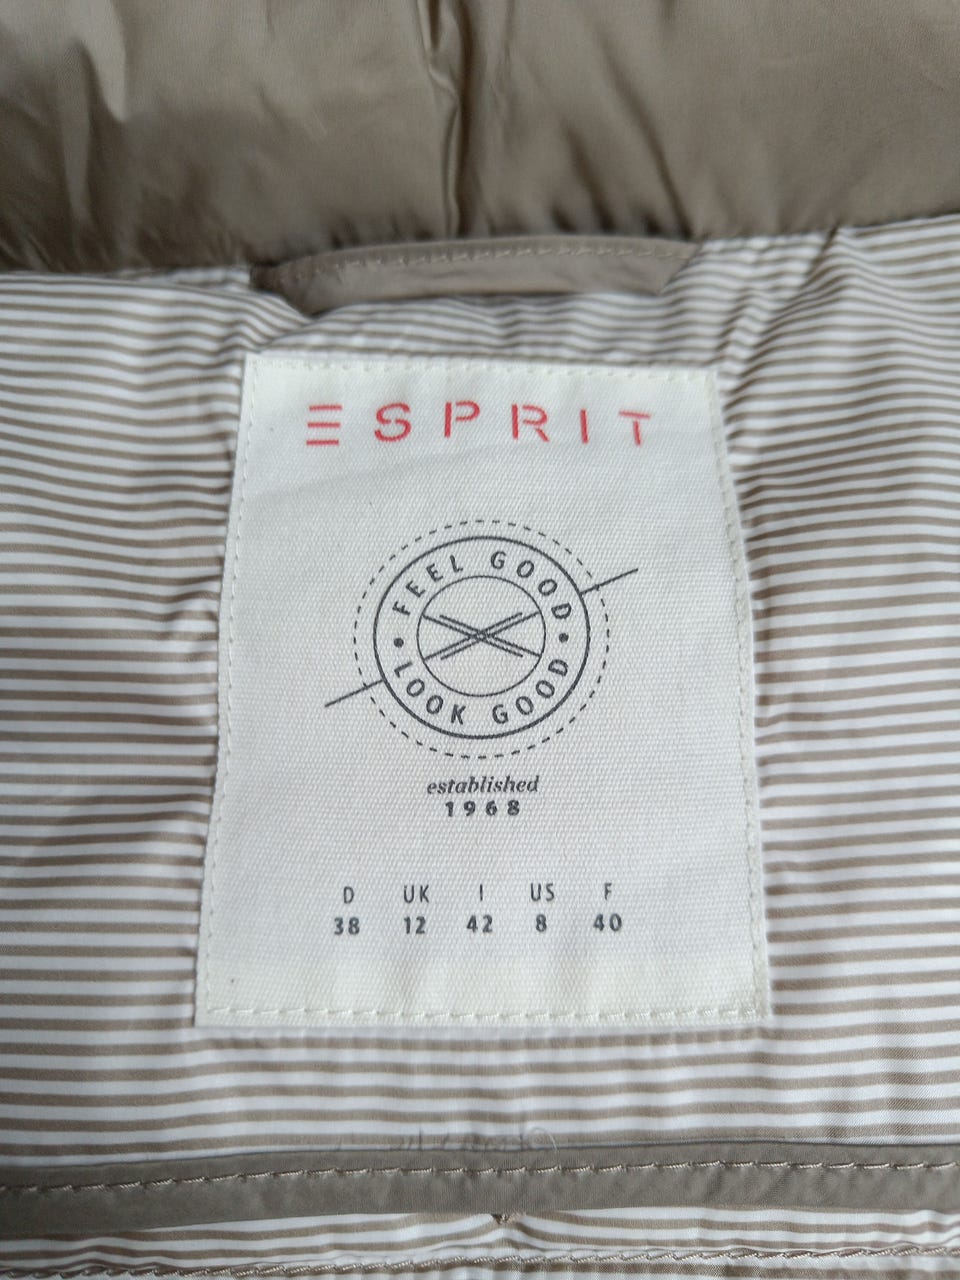 ESPRIT
FEEL GOOD
• LOOK GOOD •
established
1968
D UK I US F
38 12 42 8 40